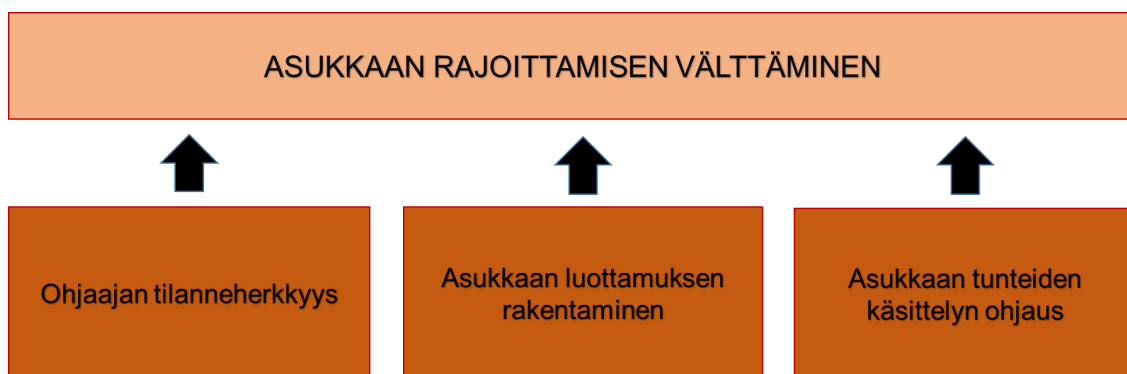 ASUKKAAN RAJOITTAMISEN VÄLTTÄMINEN
Ohjaajan tilanneherkkyys
Asukkaan luottamuksen
rakentaminen
Asukkaan tunteiden
käsittelyn ohjaus